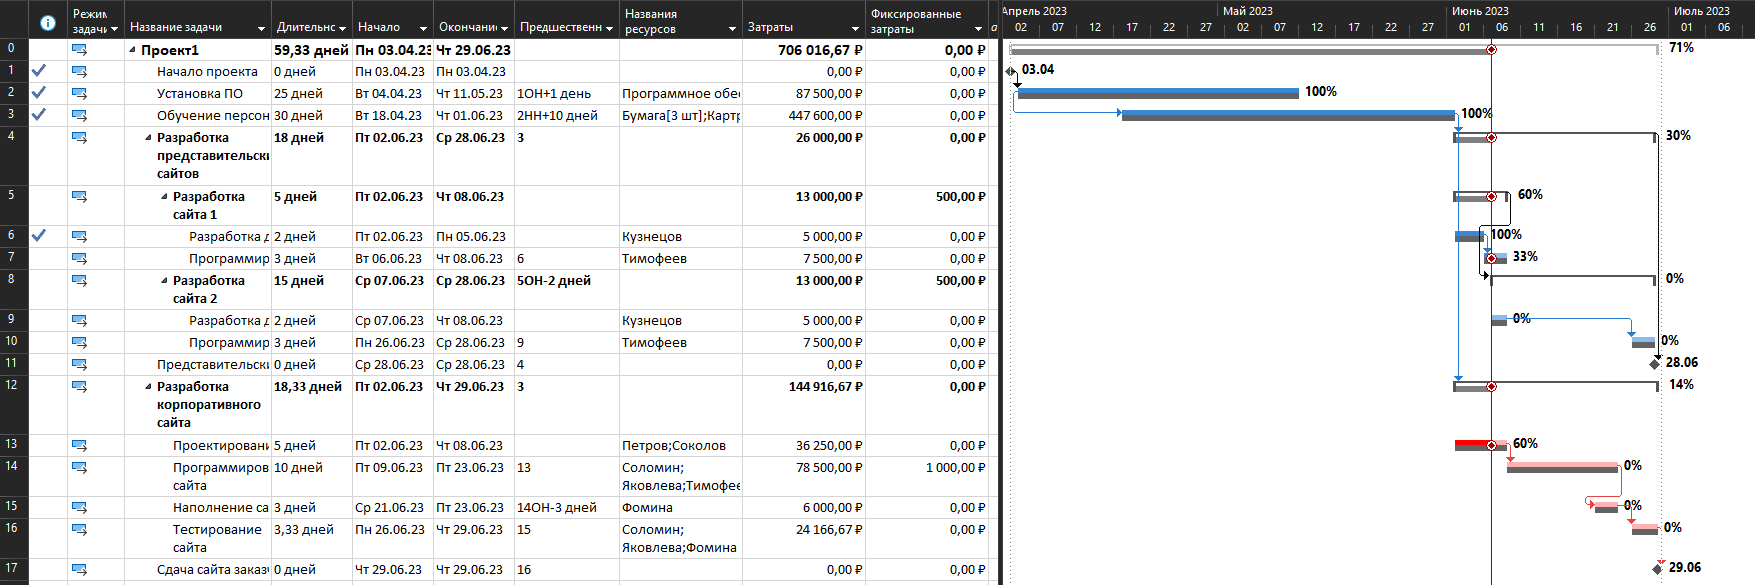 Режим задачи Название задачи Длительнс Начало Окончани Предшественн Названия ресурсов Затраты Фиксированные затраты
Апрель 2023 Май 2023 Июнь 2023 Июль 2023
02 07 12 17 22 27 02 07 12 17 22 27 01 06 11 16 21 26 01 06
0 Проект1 59,33 дней Пн 03.04.23 Чт 29.06.23 706 016,67 ₽ 0,00 ₽ 71%
1 Начало проекта 0 дней Пн 03.04.23 Пн 03.04.23 0,00 ₽ 0,00 ₽ 03.04
2 Установка ПО 25 дней Вт 04.04.23 Чт 11.05.23 1ОН+1 день Программное обес 87 500,00 ₽ 0,00 ₽ 100%
3 Обучение персон 30 дней Вт 18.04.23 Чт 01.06.23 2НН+10 дней Бумага[3 шт];Картр 447 600,00 ₽ 0,00 ₽ 100%
4 Разработка представительски сайтов 18 дней Пт 02.06.23 Ср 28.06.23 3 26 000,00 ₽ 0,00 ₽ 30%
5 Разработка сайта 1 5 дней Пт 02.06.23 Чт 08.06.23 13 000,00 ₽ 500,00 ₽ 60%
6 Разработка д 2 дней Пт 02.06.23 Пн 05.06.23 Кузнецов 5 000,00 ₽ 0,00 ₽ 100%
7 Программир 3 дней Вт 06.06.23 Чт 08.06.23 6 Тимофеев 7 500,00 ₽ 0,00 ₽ 33%
8 Разработка сайта 2 15 дней Ср 07.06.23 Ср 28.06.23 5ОН-2 дней 13 000,00 ₽ 500,00 ₽ 0%
9 Разработка д 2 дней Ср 07.06.23 Чт 08.06.23 Кузнецов 5 000,00 ₽ 0,00 ₽ 0%
10 Программир 3 дней Пн 26.06.23 Ср 28.06.23 9 Тимофеев 7 500,00 ₽ 0,00 ₽ 0%
11 Представительски 0 дней Ср 28.06.23 Ср 28.06.23 4 0,00 ₽ 0,00 ₽ 28.06
12 Разработка корпоративного сайта 18,33 дней Пт 02.06.23 Чт 29.06.23 3 144 916,67 ₽ 0,00 ₽ 14%
13 Проектировани 5 дней Пт 02.06.23 Чт 08.06.23 Петров;Соколов 36 250,00 ₽ 0,00 ₽ 60%
14 Программиров сайта 10 дней Пт 09.06.23 Пт 23.06.23 13 Соломин; Яковлева;Тимофее 78 500,00 ₽ 1 000,00 ₽ 0%
15 Наполнение са 3 дней Ср 21.06.23 Пт 23.06.23 14ОН-3 дней Фомина 6 000,00 ₽ 0,00 ₽ 0%
16 Тестирование сайта 3,33 дней Пн 26.06.23 Чт 29.06.23 15 Соломин; Яковлева;Фомина 24 166,67 ₽ 0,00 ₽ 0%
17 Сдача сайта заказч 0 дней Чт 29.06.23 Чт 29.06.23 16 0,00 ₽ 0,00 ₽ 29.06